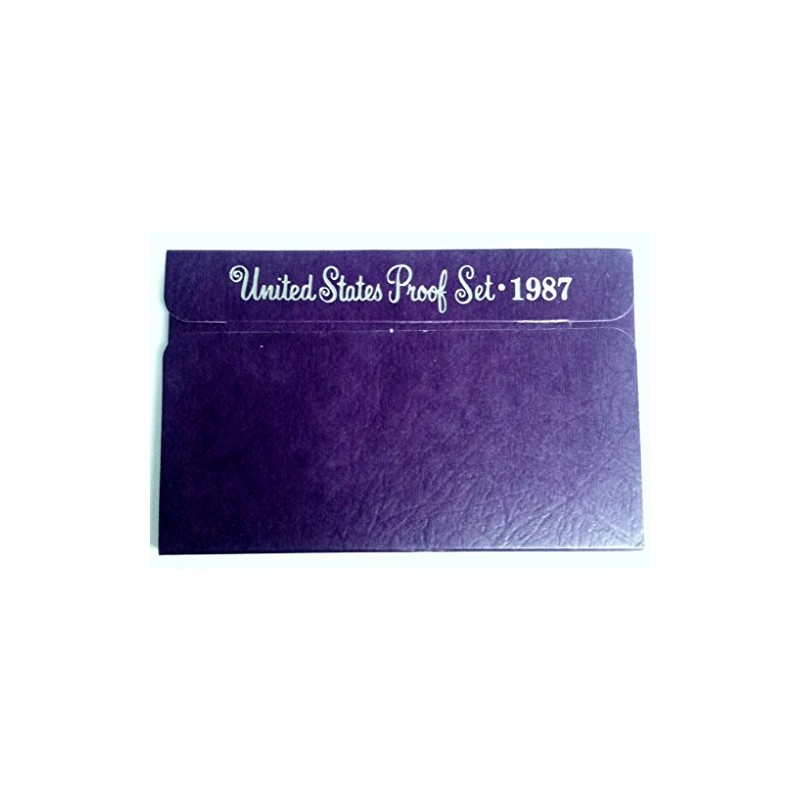 United States Proof Set • 1987